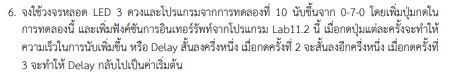 6. จงใช้วงจรหลอด LED 3 ดวงและโปรแกรมจากการทดลองที่ 10 นับขึ้นจาก 0-7-0 โดยเพิ่มปุ่มกดใน
การทดลองนี้ และเพิ่มฟังค์ชันการอินเทอร์รัพท์จากโปรแกรม Lab11.2 นี้ เมื่อกดปุ่มแต่ละครั้งจะทำให้
ความเร็วในการนับเพิ่มขึ้น หรือ Delay สั้นลงครึ่งหนึ่ง เมื่อกดครั้งที่ 2 จะสั้นลงอีกครึ่งหนึ่ง เมื่อกดครั้งที่
3 จะทำให้ Delay กลับไปเป็นค่าเริ่มต้น